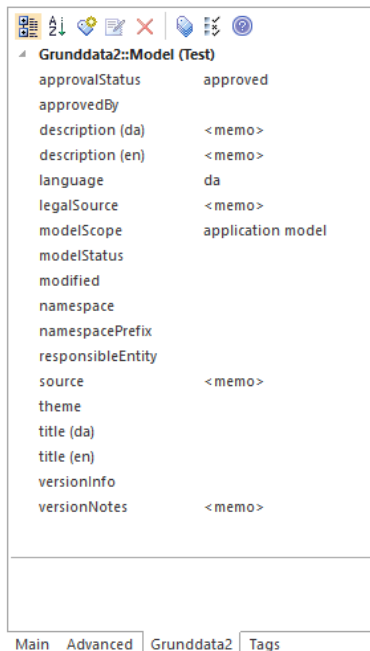 Grunddata2::Model (Test)
approvalStatus approved
approvedBy
description (da) <memo>
description (en) <memo>
language da
legalSource <memo>
modelScope application model
modelStatus
modified
namespace
namespacePrefix
responsibleEntity
source <memo>
theme
title (da)
title (en)
versionInfo
versionNotes <memo>
Main Advanced Grunddata2 Tags